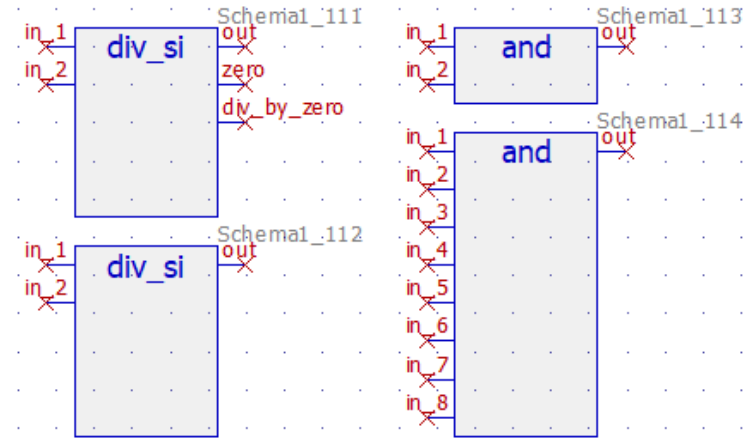 Schema1_111
in_1
div_si
out
in_2
zero
div_by_zero
Schema1_112
in_1
div_si
out
in_2
Schema1_113
in_1
and
out
in_2
Schema1_114
in_1
and
out
in_2
in_3
in_4
in_5
in_6
in_7
in_8